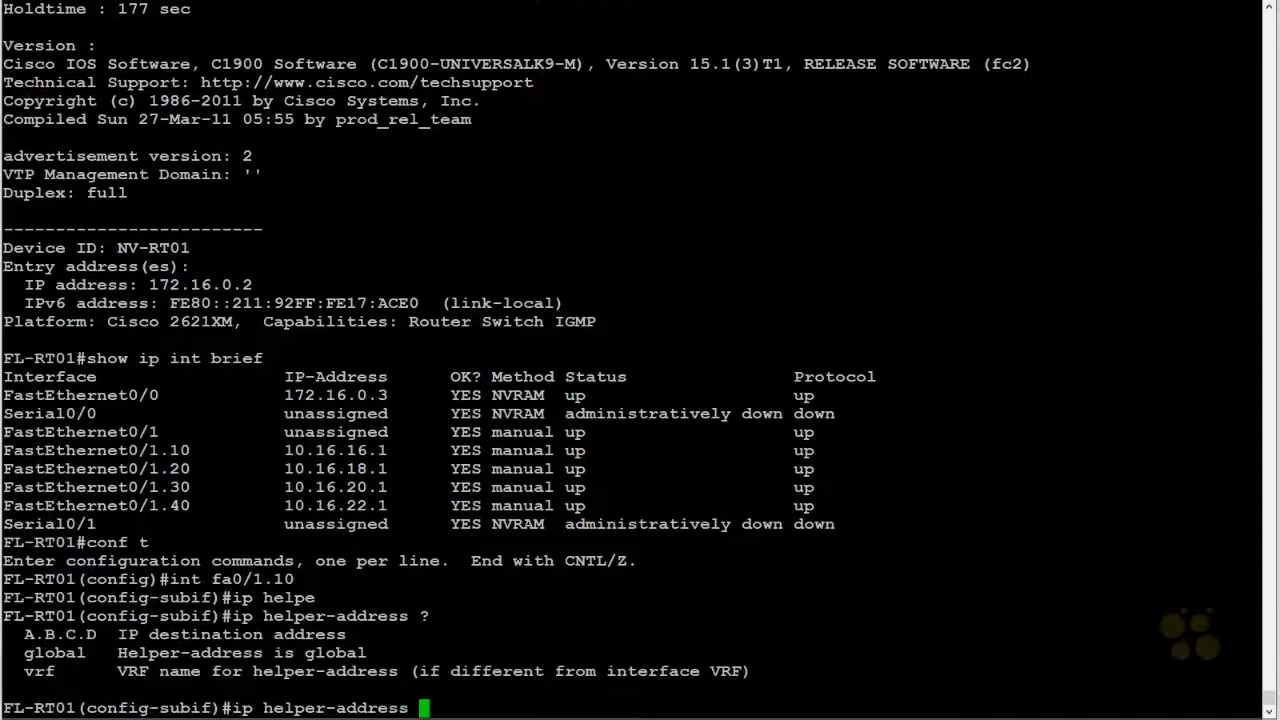 Holdtime : 177 sec
Version :
Cisco IOS Software, C1900 Software (C1900-UNIVERSALK9-M), Version 15.1(3)T1, RELEASE SOFTWARE (fc2)
Technical Support: http://www.cisco.com/techsupport
Copyright (c) 1986-2011 by Cisco Systems, Inc.
Compiled Sun 27-Mar-11 05:55 by prod_rel_team
advertisement version: 2
VTP Management Domain: ''
Duplex: full
-------------------------
Device ID: NV-RT01
Entry address(es):
  IP address: 172.16.0.2
  IPv6 address: FE80::211:92FF:FE17:ACE0  (link-local)
Platform: Cisco 2621XM,  Capabilities: Router Switch IGMP
FL-RT01#show ip int brief
Interface                  IP-Address      OK? Method Status                Protocol
FastEthernet0/0            172.16.0.3      YES NVRAM  up                    up
Serial0/0                  unassigned      YES NVRAM  administratively down down
FastEthernet0/1            unassigned      YES manual up                    up
FastEthernet0/1.10         10.16.16.1      YES manual up                    up
FastEthernet0/1.20         10.16.18.1      YES manual up                    up
FastEthernet0/1.30         10.16.20.1      YES manual up                    up
FastEthernet0/1.40         10.16.22.1      YES manual up                    up
Serial0/1                  unassigned      YES NVRAM  administratively down down
FL-RT01#conf t
Enter configuration commands, one per line.  End with CNTL/Z.
FL-RT01(config)#int fa0/1.10
FL-RT01(config-subif)#ip helpe
FL-RT01(config-subif)#ip helper-address ?
  A.B.C.D  IP destination address
  global   Helper-address is global
  vrf      VRF name for helper-address (if different from interface VRF)
FL-RT01(config-subif)#ip helper-address